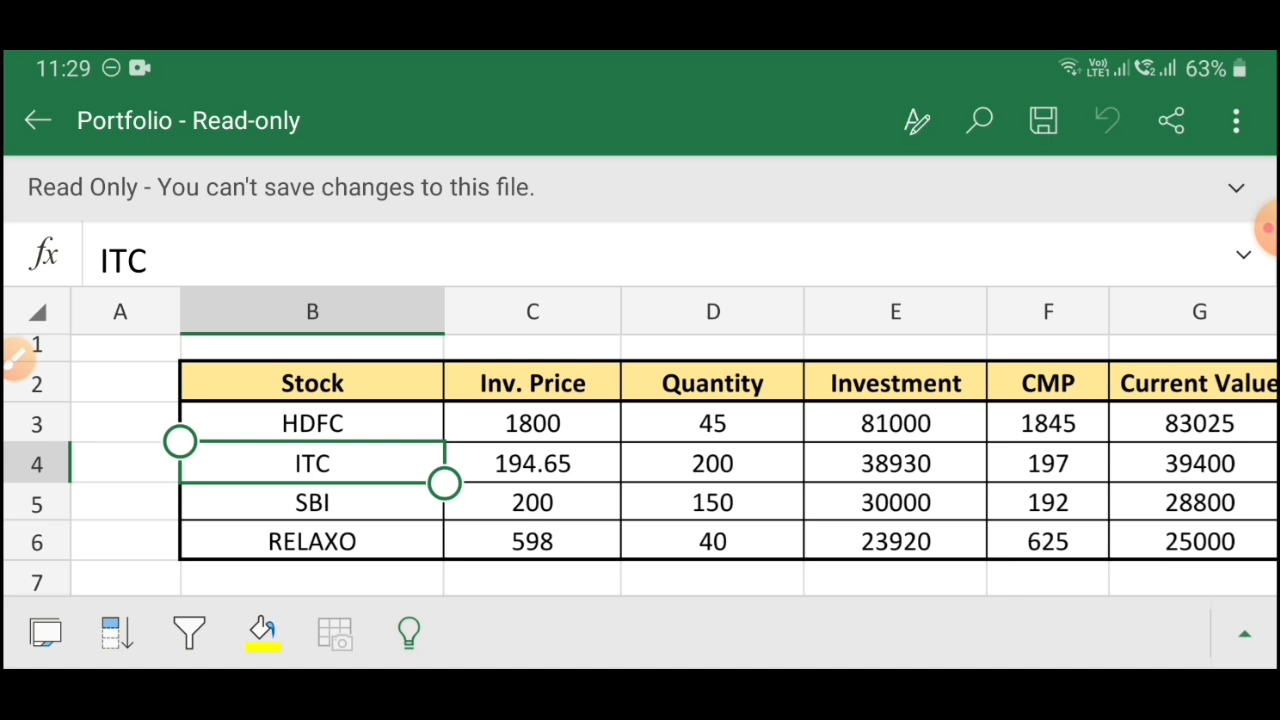 11:29 Vo)) LTE1 2 63%
Portfolio - Read-only
Read Only - You can't save changes to this file.
fx ITC
A B C D E F G
1
2 Stock Inv. Price Quantity Investment CMP Current Value
3 HDFC 1800 45 81000 1845 83025
4 ITC 194.65 200 38930 197 39400
5 SBI 200 150 30000 192 28800
6 RELAXO 598 40 23920 625 25000
7